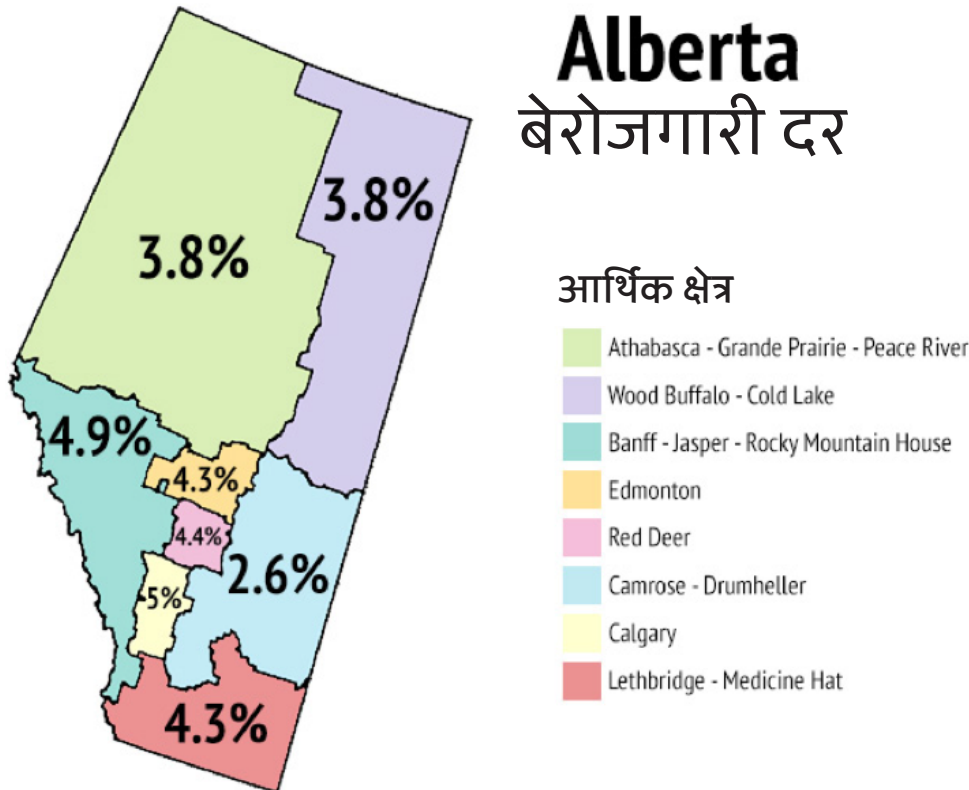 Alberta
बेरोजगारी दर
3.8%
3.8%
4.9%
4.3%
4.4%
2.6%
5%
4.3%
आर्थिक क्षेत्र
Athabasca - Grande Prairie - Peace River
Wood Buffalo - Cold Lake
Banff - Jasper - Rocky Mountain House
Edmonton
Red Deer
Camrose - Drumheller
Calgary
Lethbridge - Medicine Hat